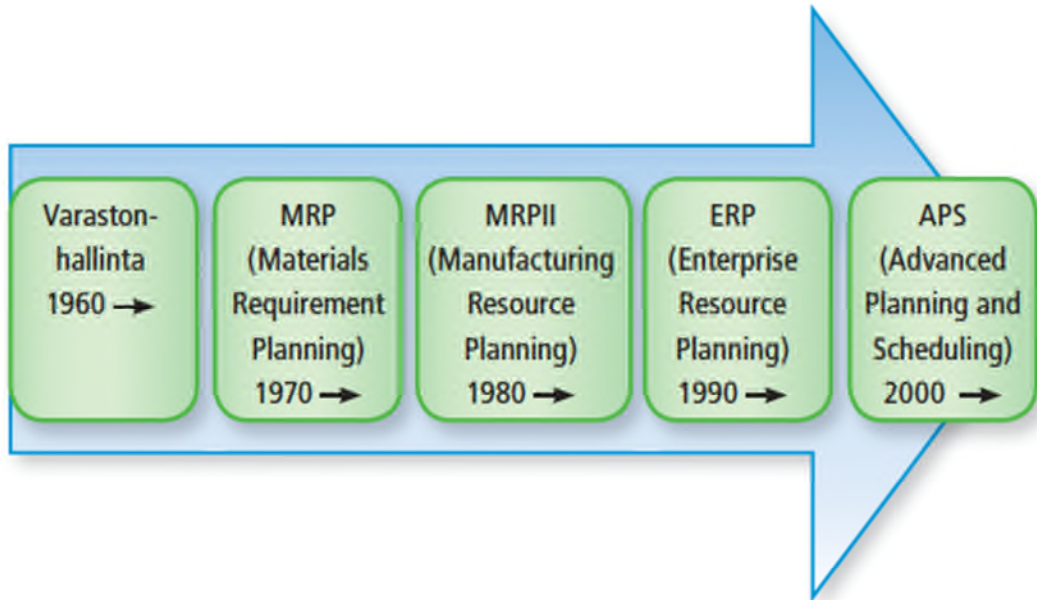 Varaston-
hallinta
1960 →
MRP
(Materials
Requirement
Planning)
1970 →
MRPII
(Manufacturing
Resource
Planning)
1980 →
ERP
(Enterprise
Resource
Planning)
1990 →
APS
(Advanced
Planning and
Scheduling)
2000 →